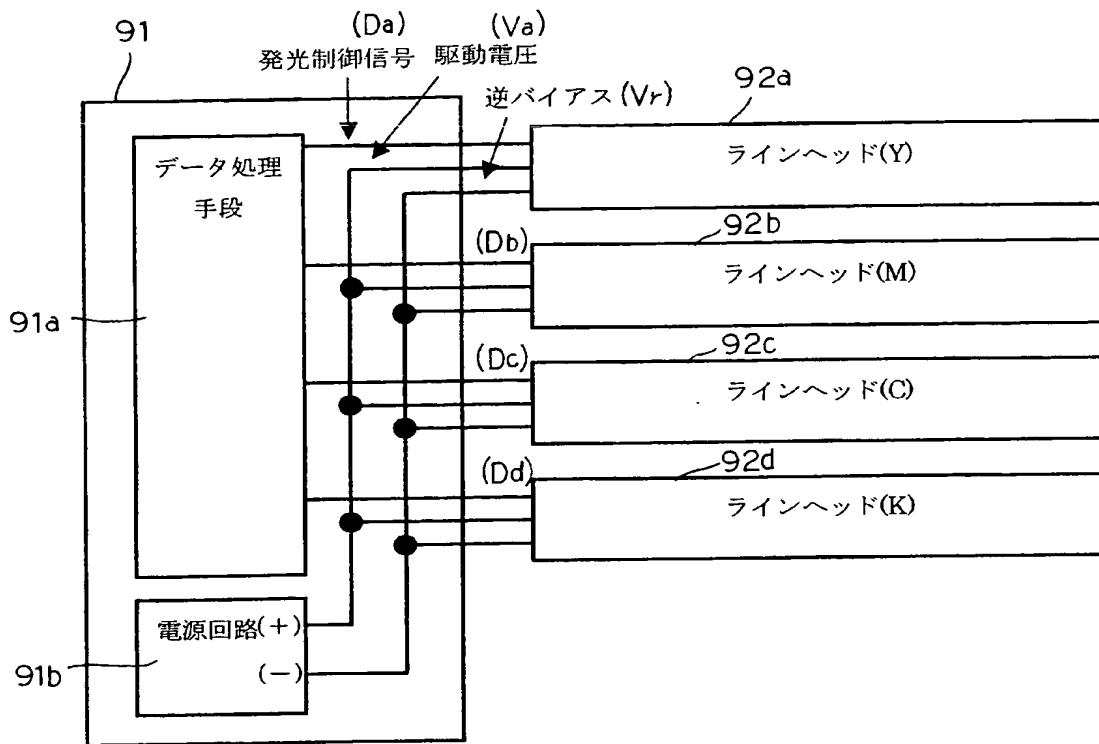 91
(Da)
(Va)
発光制御信号
駆動電圧
逆バイアス(Vr)
92a
データ処理
手段
ラインヘッド(Y)
92b
(Db)
ラインヘッド(M)
91a
92c
(Dc)
ラインヘッド(C)
92d
(Dd)
ラインヘッド(K)
電源回路(+)
(−)
91b